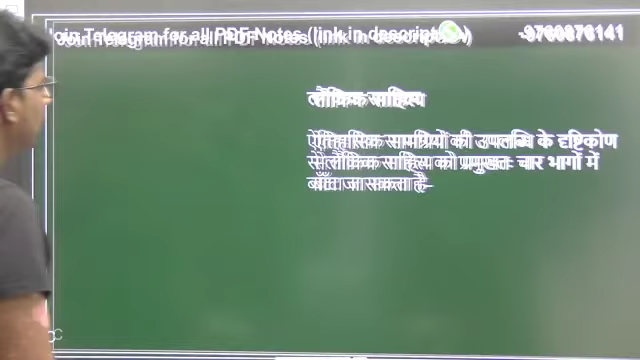 Join Telegram for all PDF Notes (link in description) -9760876141
लौकिक साहित्य
ऐतिहासिक सामग्रियों की उपलब्धि के दृष्टिकोण
से लौकिक साहित्य को प्रमुखतः चार भागों में
बाँटा जा सकता है-